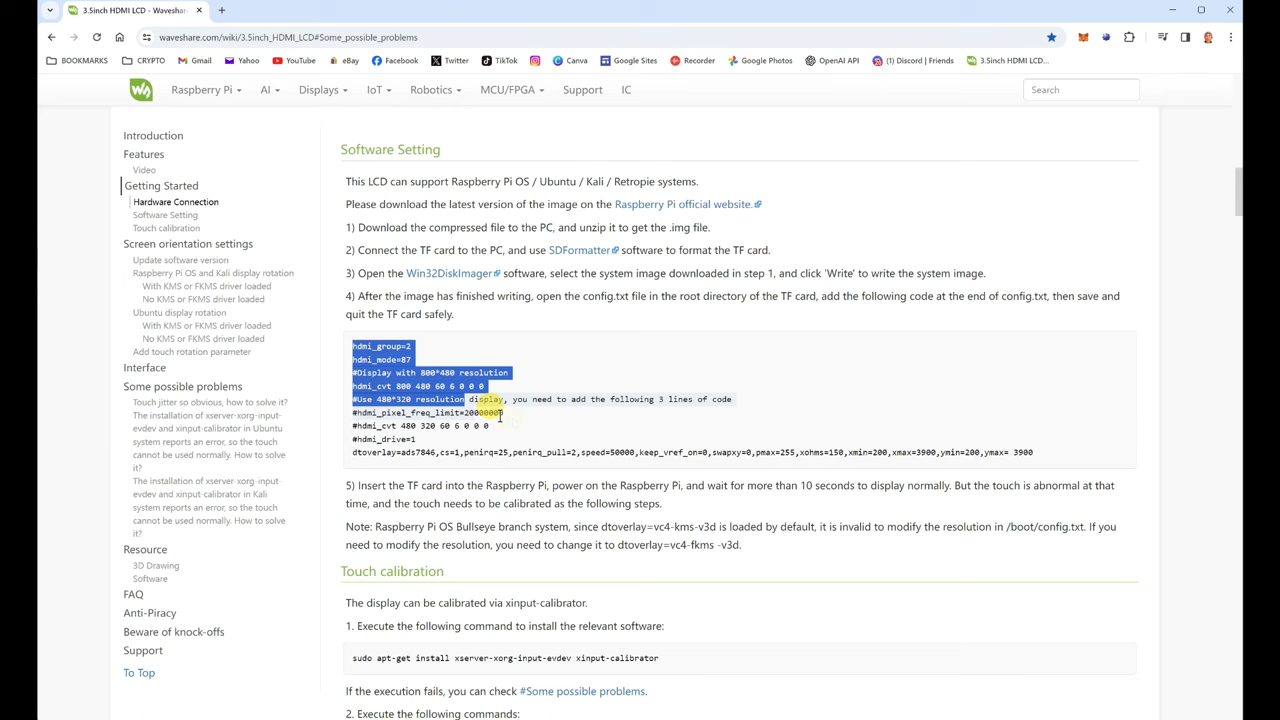 3.5inch HDMI LCD - Waveshare
waveshare.com/wiki/3.5inch_HDMI_LCD#Some_possible_problems
BOOKMARKS CRYPTO Gmail Yahoo YouTube eBay Facebook Twitter TikTok Canva Google Sites Recorder Google Photos OpenAI API (1) Discord | Friends 3.5inch HDMI LCD...
Raspberry Pi AI Displays IoT Robotics MCU/FPGA Support IC Search
Introduction
Features
Video
Getting Started
Hardware Connection
Software Setting
Touch calibration
Screen orientation settings
Update software version
Raspberry Pi OS and Kali display rotation
With KMS or FKMS driver loaded
No KMS or FKMS driver loaded
Ubuntu display rotation
With KMS or FKMS driver loaded
No KMS or FKMS driver loaded
Add touch rotation parameter
Interface
Some possible problems
Touch jitter so obvious, how to solve it?
The installation of xserver-xorg-input-
evdev and xinput-calibrator in Ubuntu
system reports an error, so the touch
cannot be used normally. How to solve
it?
The installation of xserver-xorg-input-
evdev and xinput-calibrator in Kali
system reports an error, so the touch
cannot be used normally. How to solve
it?
Resource
3D Drawing
Software
FAQ
Anti-Piracy
Beware of knock-offs
Support
To Top
Software Setting
This LCD can support Raspberry Pi OS / Ubuntu / Kali / Retropie systems.
Please download the latest version of the image on the Raspberry Pi official website.
1) Download the compressed file to the PC, and unzip it to get the .img file.
2) Connect the TF card to the PC, and use SDFormatter software to format the TF card.
3) Open the Win32DiskImager software, select the system image downloaded in step 1, and click 'Write' to write the system image.
4) After the image has finished writing, open the config.txt file in the root directory of the TF card, add the following code at the end of config.txt, then save and
quit the TF card safely.
hdmi_group=2
hdmi_mode=87
#Display with 800*480 resolution
hdmi_cvt 800 480 60 6 0 0 0
#Use 480*320 resolution display, you need to add the following 3 lines of code
#hdmi_pixel_freq_limit=20000000
#hdmi_cvt 480 320 60 6 0 0 0
#hdmi_drive=1
dtoverlay=ads7846,cs=1,penirq=25,penirq_pull=2,speed=50000,keep_vref_on=0,swapxy=0,pmax=255,xohms=150,xmin=200,xmax=3900,ymin=200,ymax= 3900
5) Insert the TF card into the Raspberry Pi, power on the Raspberry Pi, and wait for more than 10 seconds to display normally. But the touch is abnormal at that
time, and the touch needs to be calibrated as the following steps.
Note: Raspberry Pi OS Bullseye branch system, since dtoverlay=vc4-kms-v3d is loaded by default, it is invalid to modify the resolution in /boot/config.txt. If you
need to modify the resolution, you need to change it to dtoverlay=vc4-fkms -v3d.
Touch calibration
The display can be calibrated via xinput-calibrator.
1. Execute the following command to install the relevant software:
sudo apt-get install xserver-xorg-input-evdev xinput-calibrator
If the execution fails, you can check #Some possible problems.
2. Execute the following commands: